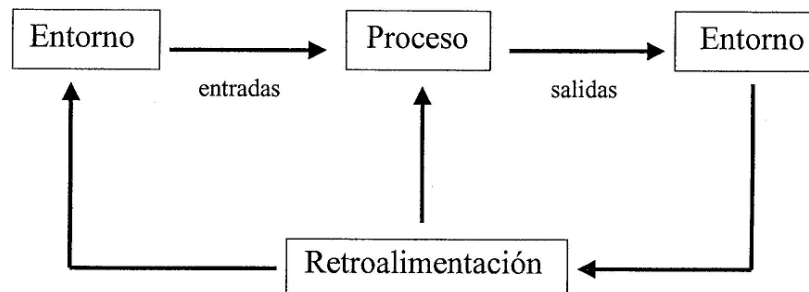 Entorno
Proceso
Entorno
entradas
salidas
Retroalimentación